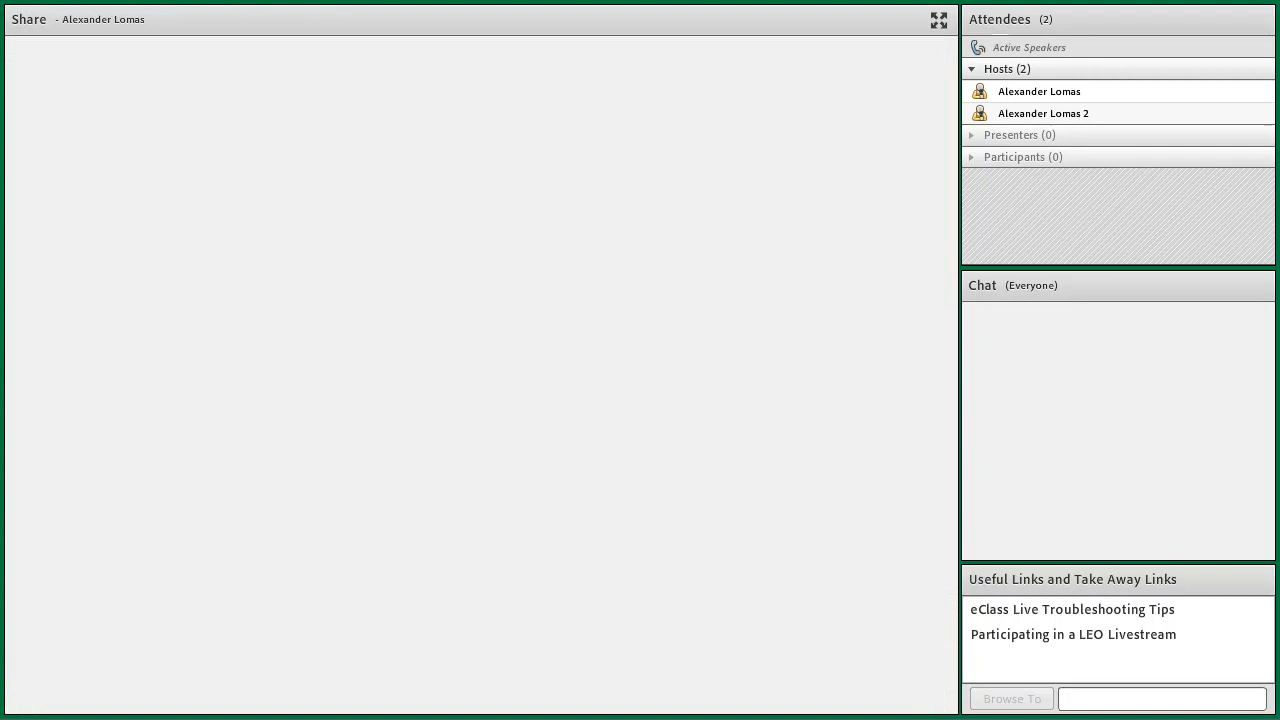 Share - Alexander Lomas
Attendees (2)
Active Speakers
Hosts (2)
Alexander Lomas
Alexander Lomas 2
Presenters (0)
Participants (0)
Chat (Everyone)
Useful Links and Take Away Links
eClass Live Troubleshooting Tips
Participating in a LEO Livestream
Browse To